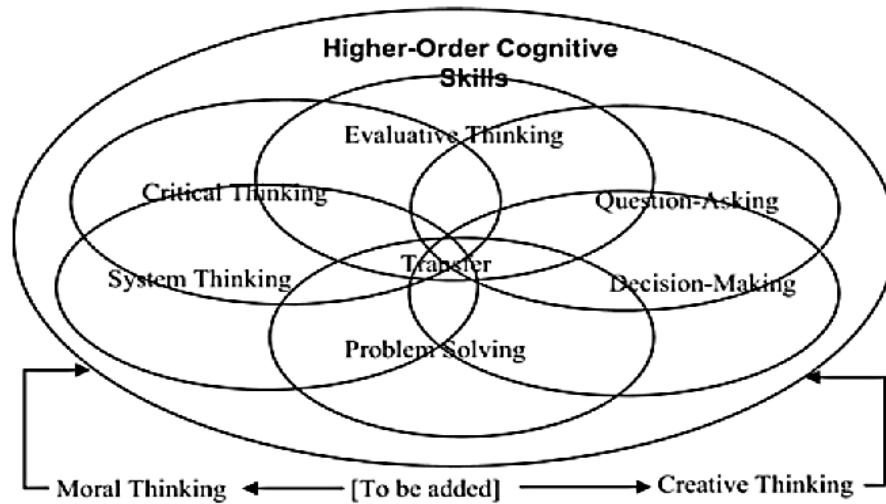 Higher-Order Cognitive
Skills
Evaluative Thinking
Critical Thinking
Question-Asking
Transfer
System Thinking
Decision-Making
Problem Solving
Moral Thinking
[To be added]
Creative Thinking